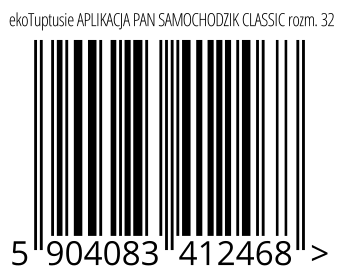 ekoTuptusie APLIKACJA PAN SAMOCHODZIK CLASSIC rozm. 32
5 904083 412468 >